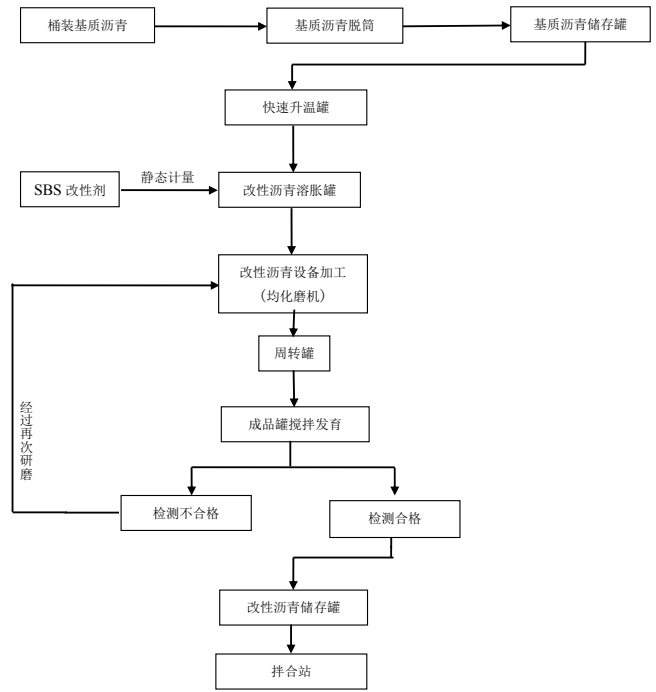 桶装基质沥青
基质沥青脱筒
基质沥青储存罐
快速升温罐
SBS 改性剂
静态计量
改性沥青溶胀罐
改性沥青设备加工
（均化磨机）
周转罐
经过再次研磨
成品罐搅拌发育
检测不合格
检测合格
改性沥青储存罐
拌合站